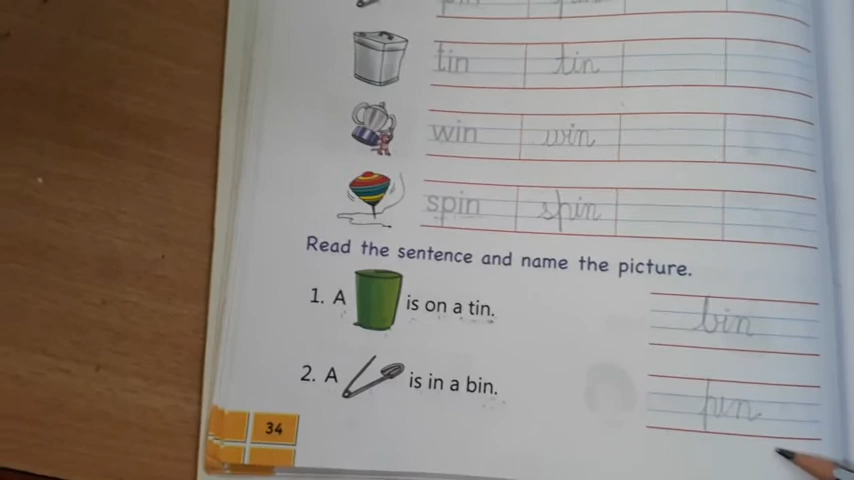 tin tin
win win
spin spin
Read the sentence and name the picture.
1. A is on a tin. bin
2. A is in a bin. pin
34